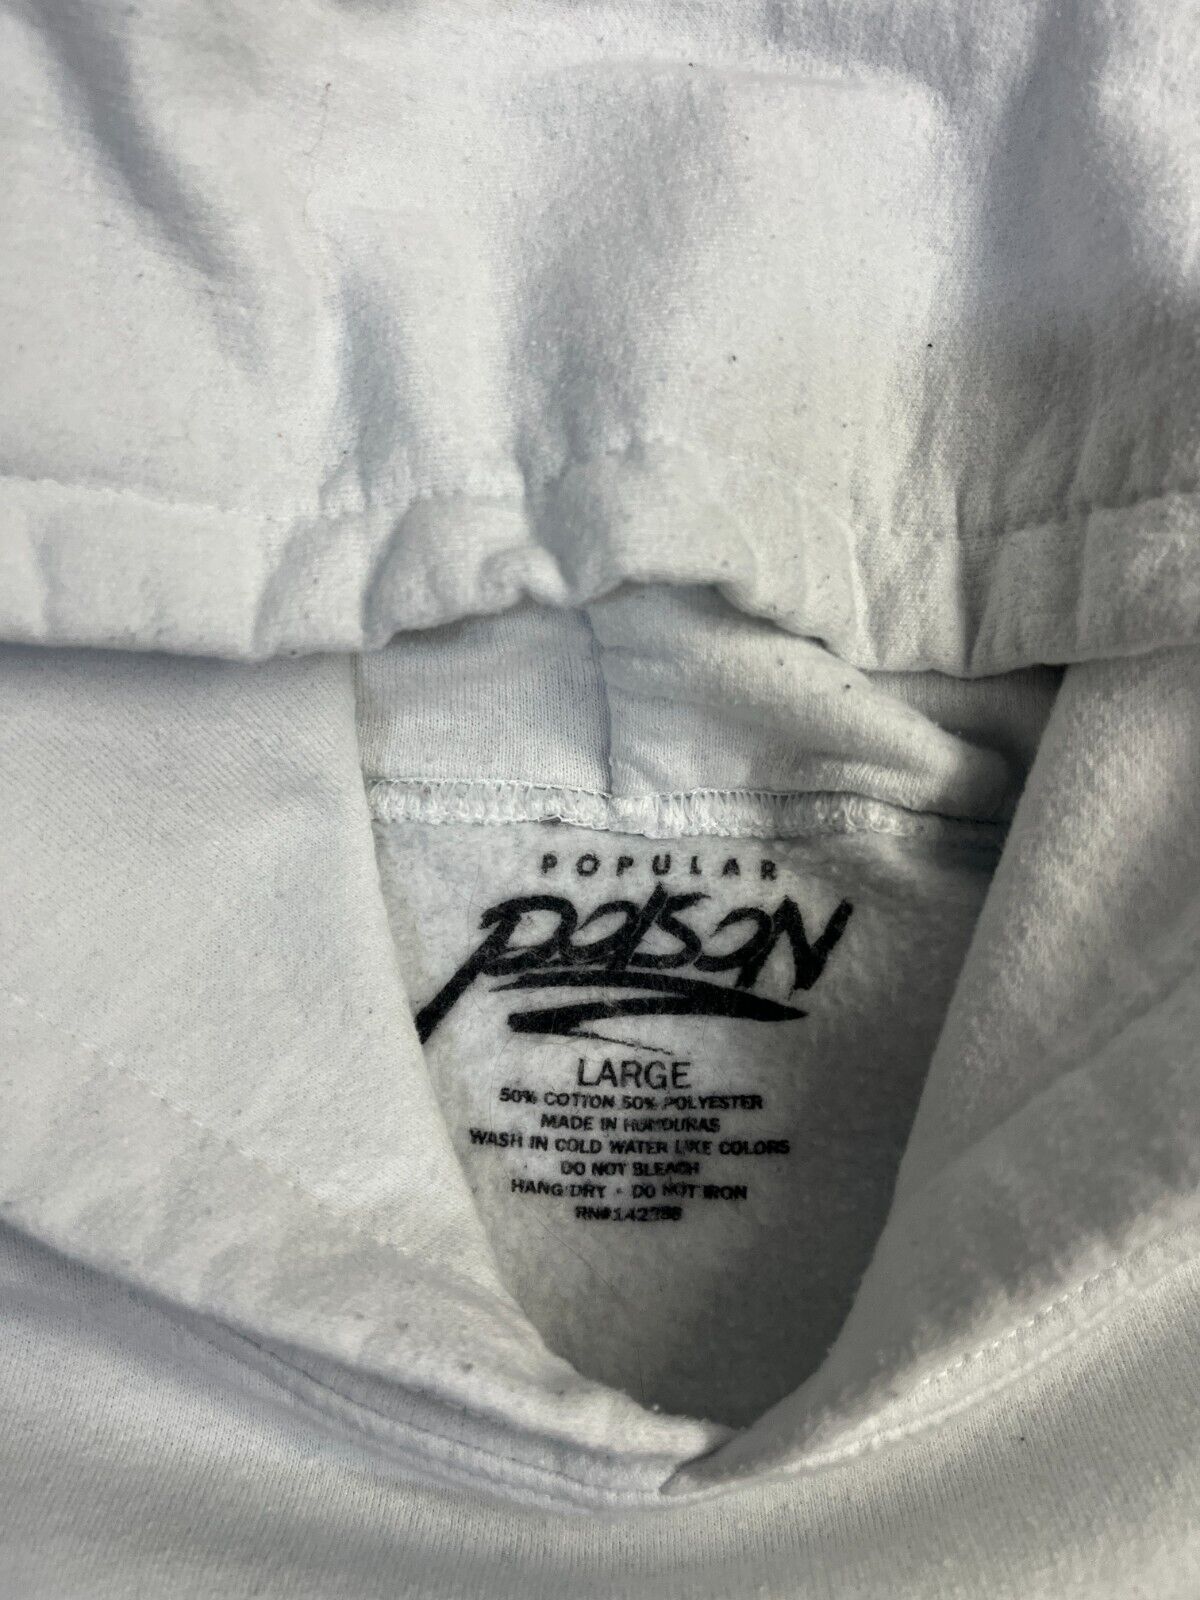 POPULAR
POISON
LARGE
50% COTTON 50% POLYESTER
MADE IN HONDURAS
WASH IN COLD WATER LIKE COLORS
DO NOT BLEACH
HANG DRY - DO NOT IRON